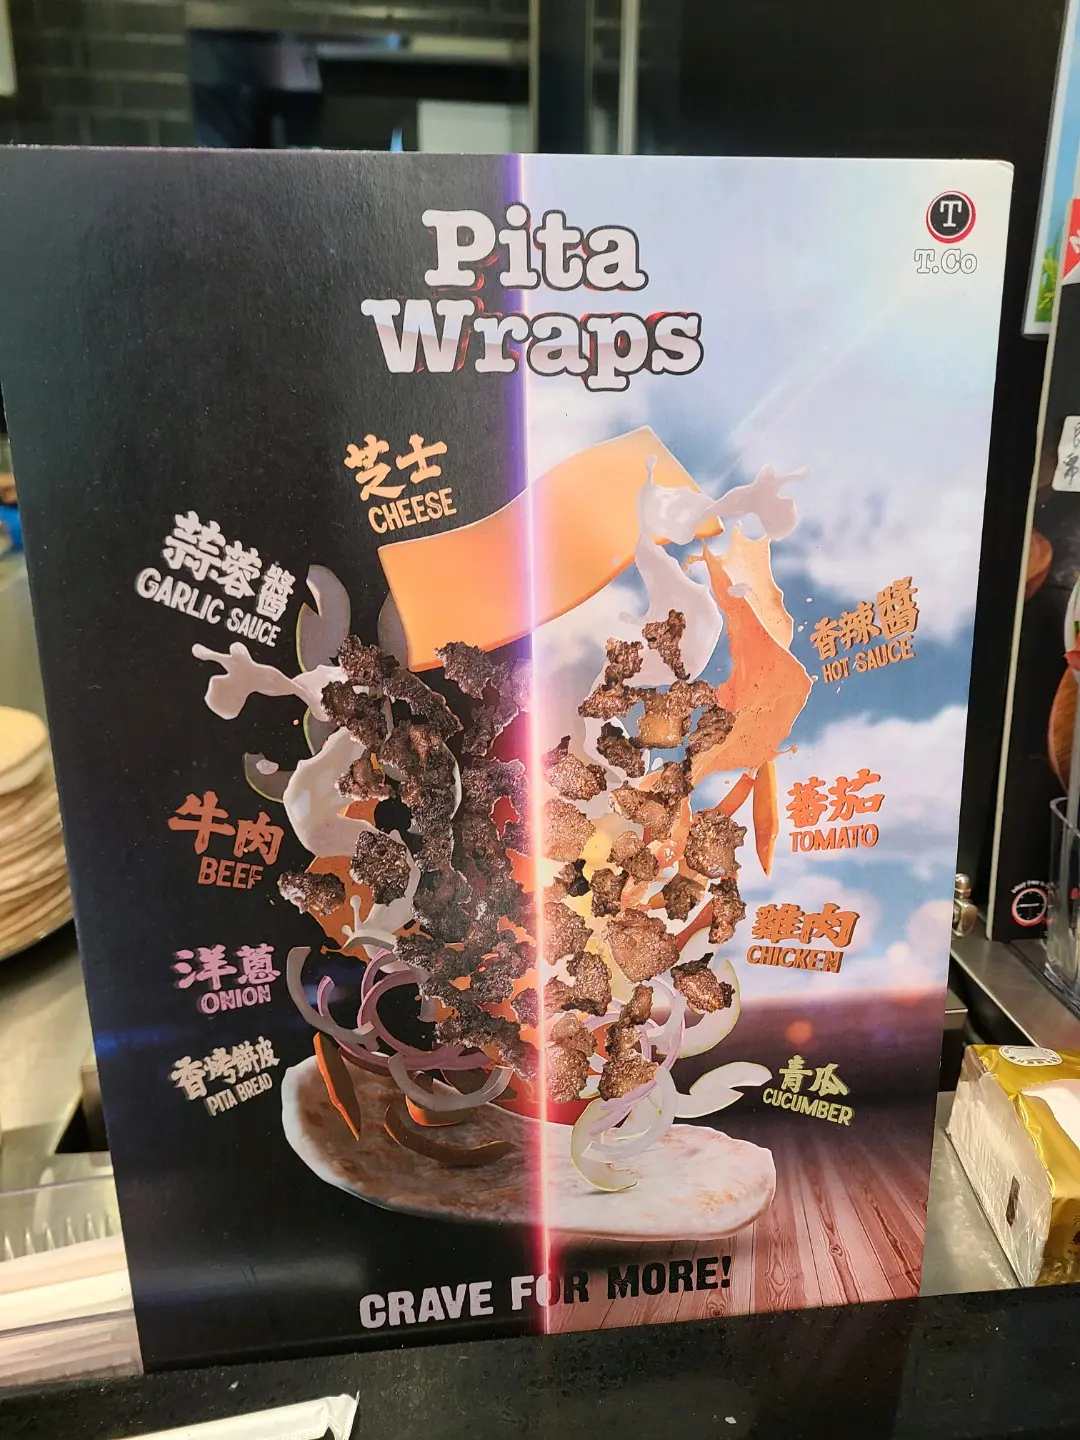 Pita
Wraps
T
T.Co
芝士
CHEESE
蒜蓉醬
GARLIC SAUCE
香辣醬
HOT SAUCE
牛肉
BEEF
蕃茄
TOMATO
雞肉
CHICKEN
洋蔥
ONION
香烤餅皮
PITA BREAD
青瓜
CUCUMBER
CRAVE FOR MORE!